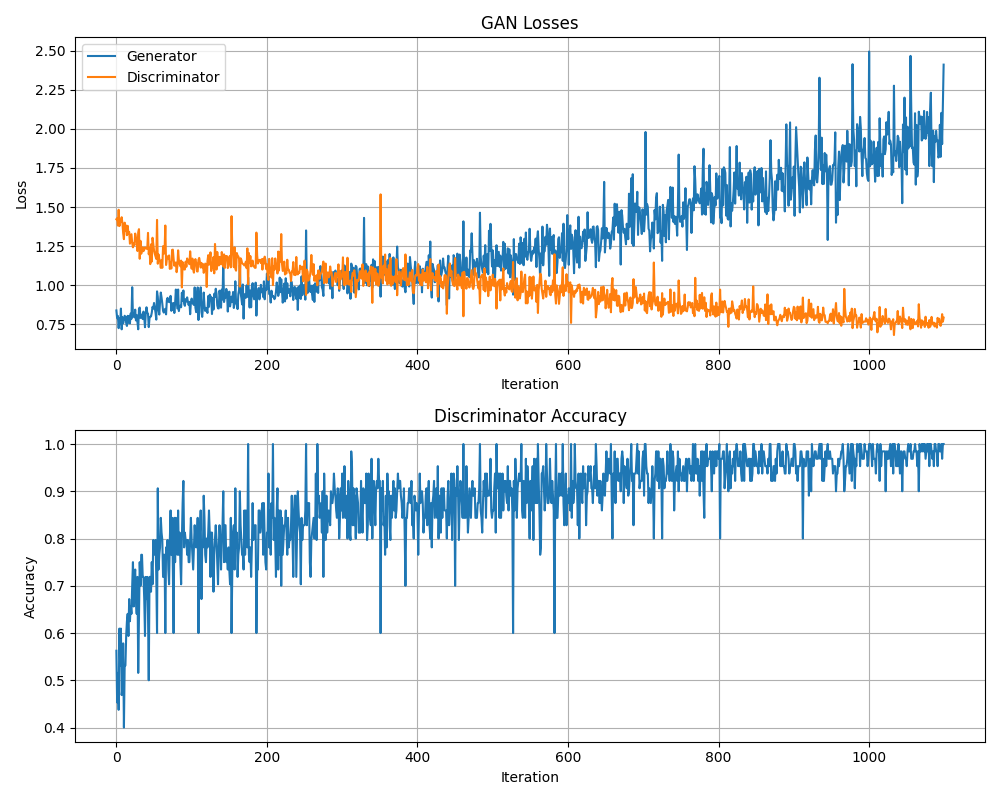 GAN Losses
Generator
Discriminator
2.50
2.25
2.00
1.75
1.50
1.25
1.00
0.75
Loss
0 200 400 600 800 1000
Iteration
Discriminator Accuracy
1.0
0.9
0.8
0.7
0.6
0.5
0.4
Accuracy
0 200 400 600 800 1000
Iteration